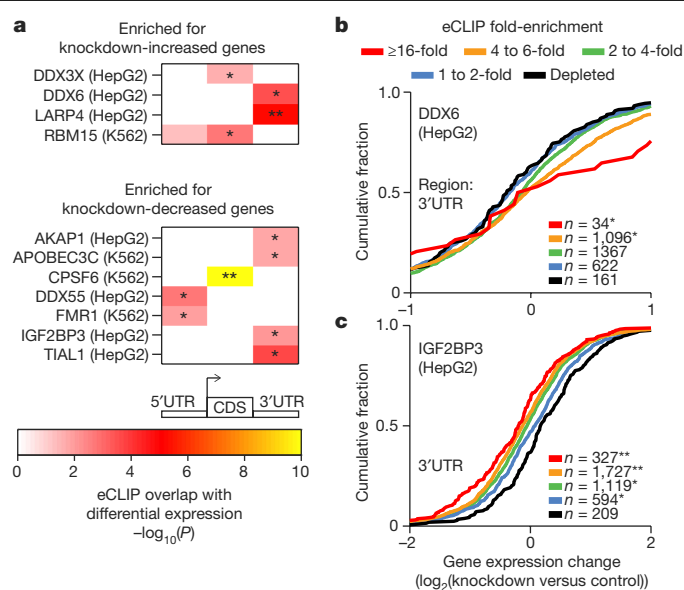 a
Enriched for
knockdown-increased genes
DDX3X (HepG2)
*
DDX6 (HepG2)
*
LARP4 (HepG2)
**
RBM15 (K562)
*
Enriched for
knockdown-decreased genes
AKAP1 (HepG2)
*
APOBEC3C (K562)
*
CPSF6 (K562)
**
DDX55 (HepG2)
*
FMR1 (K562)
*
IGF2BP3 (HepG2)
*
TIAL1 (HepG2)
*
5′UTR CDS 3′UTR
0 2 4 6 8 10
eCLIP overlap with
differential expression
–log10(P)
b
eCLIP fold-enrichment
≥16-fold 4 to 6-fold 2 to 4-fold
1 to 2-fold Depleted
1.0
0.5
0
Cumulative fraction
DDX6
(HepG2)
Region:
3′UTR
n = 34*
n = 1,096*
n = 1367
n = 622
n = 161
–1 0 1
c
1.0
0.5
0
Cumulative fraction
IGF2BP3
(HepG2)
3′UTR
n = 327**
n = 1,727**
n = 1,119*
n = 594*
n = 209
–2 0 2
Gene expression change
(log2(knockdown versus control))